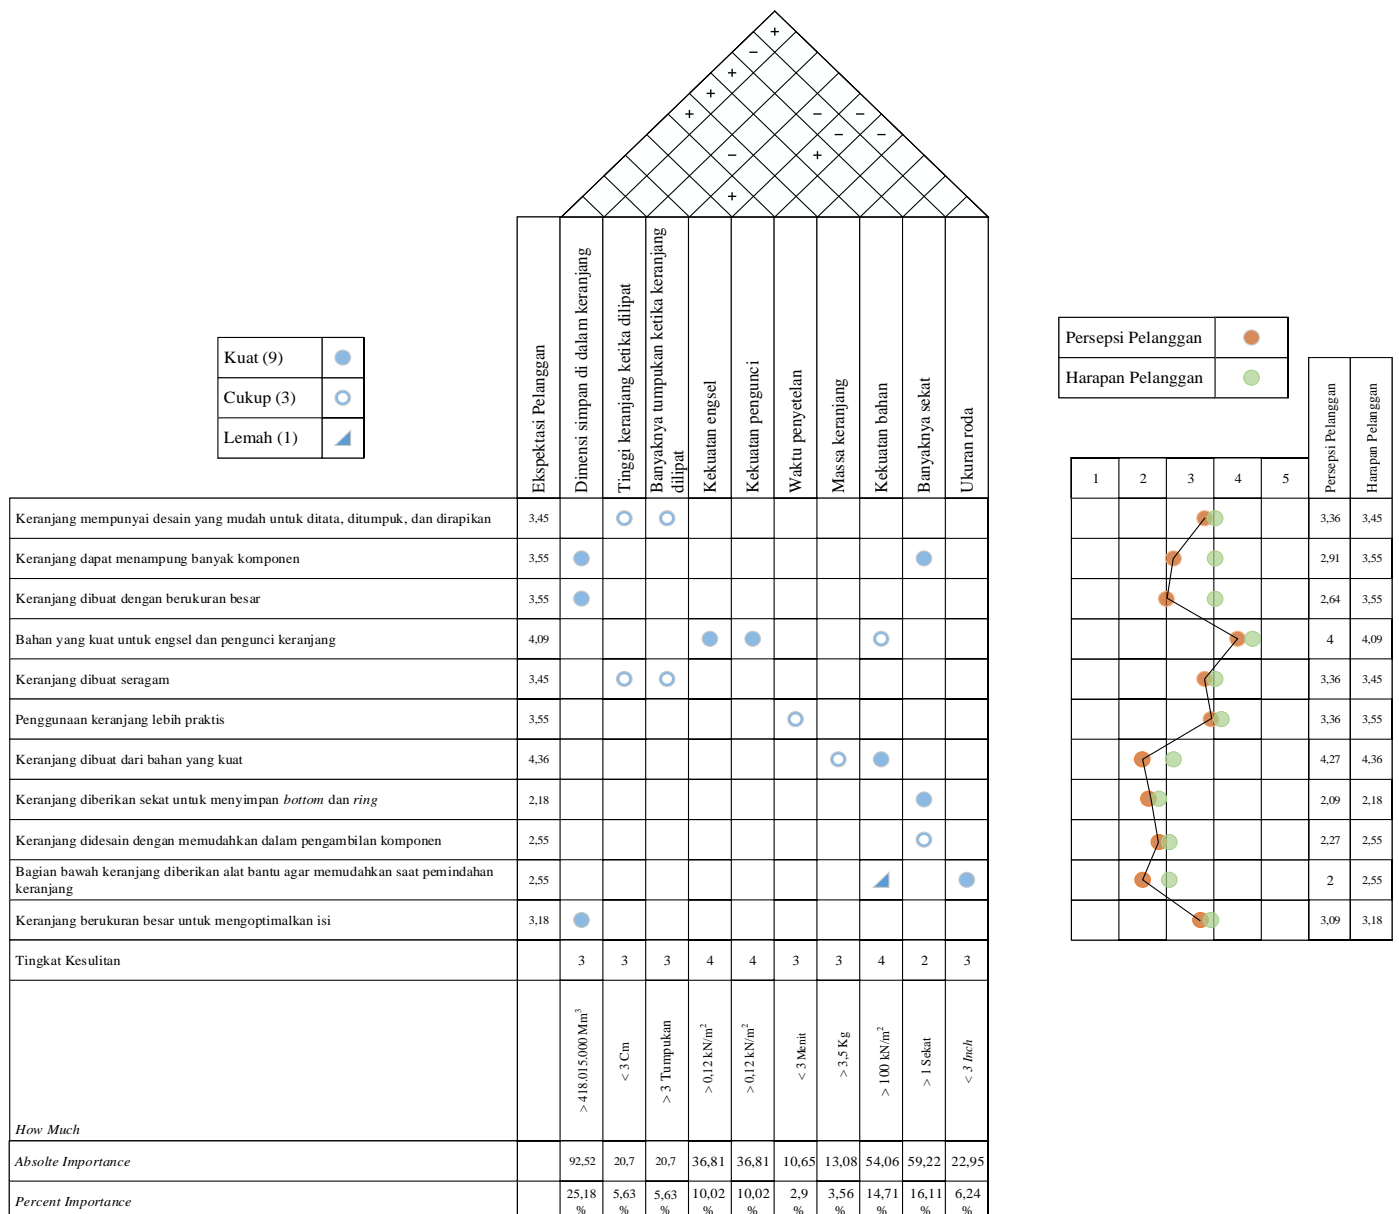 +
−
+
+
+ − −
− −
− +
+
Ekspektasi Pelanggan
Dimensi simpan di dalam keranjang
Tinggi keranjang ketika dilipat
Banyaknya tumpukan ketika keranjang
dilipat
Kekuatan engsel
Kekuatan pengunci
Waktu penyetelan
Massa keranjang
Kekuatan bahan
Banyaknya sekat
Ukuran roda
Kuat (9)
Cukup (3)
Lemah (1)
Persepsi Pelanggan
Harapan Pelanggan
1 2 3 4 5
Persepsi Pelanggan
Harapan Pelanggan
Keranjang mempunyai desain yang mudah untuk ditata, ditumpuk, dan dirapikan 3,45 3,36 3,45
Keranjang dapat menampung banyak komponen 3,55 2,91 3,55
Keranjang dibuat dengan berukuran besar 3,55 2,64 3,55
Bahan yang kuat untuk engsel dan pengunci keranjang 4,09 4 4,09
Keranjang dibuat seragam 3,45 3,36 3,45
Penggunaan keranjang lebih praktis 3,55 3,36 3,55
Keranjang dibuat dari bahan yang kuat 4,36 4,27 4,36
Keranjang diberikan sekat untuk menyimpan bottom dan ring 2,18 2,09 2,18
Keranjang didesain dengan memudahkan dalam pengambilan komponen 2,55 2,27 2,55
Bagian bawah keranjang diberikan alat bantu agar memudahkan saat pemindahan
keranjang 2,55 2 2,55
Keranjang berukuran besar untuk mengoptimalkan isi 3,18 3,09 3,18
Tingkat Kesulitan 3 3 3 4 4 3 3 4 2 3
How Much
> 418.015.000 Mm³
< 3 Cm
> 3 Tumpukan
> 0,12 kN/m²
> 0,12 kN/m²
< 3 Menit
> 3,5 Kg
> 100 kN/m²
> 1 Sekat
< 3 Inch
Absolte Importance 92,52 20,7 20,7 36,81 36,81 10,65 13,08 54,06 59,22 22,95
Percent Importance 25,18 % 5,63 % 5,63 % 10,02 % 10,02 % 2,9 % 3,56 % 14,71 % 16,11 % 6,24 %